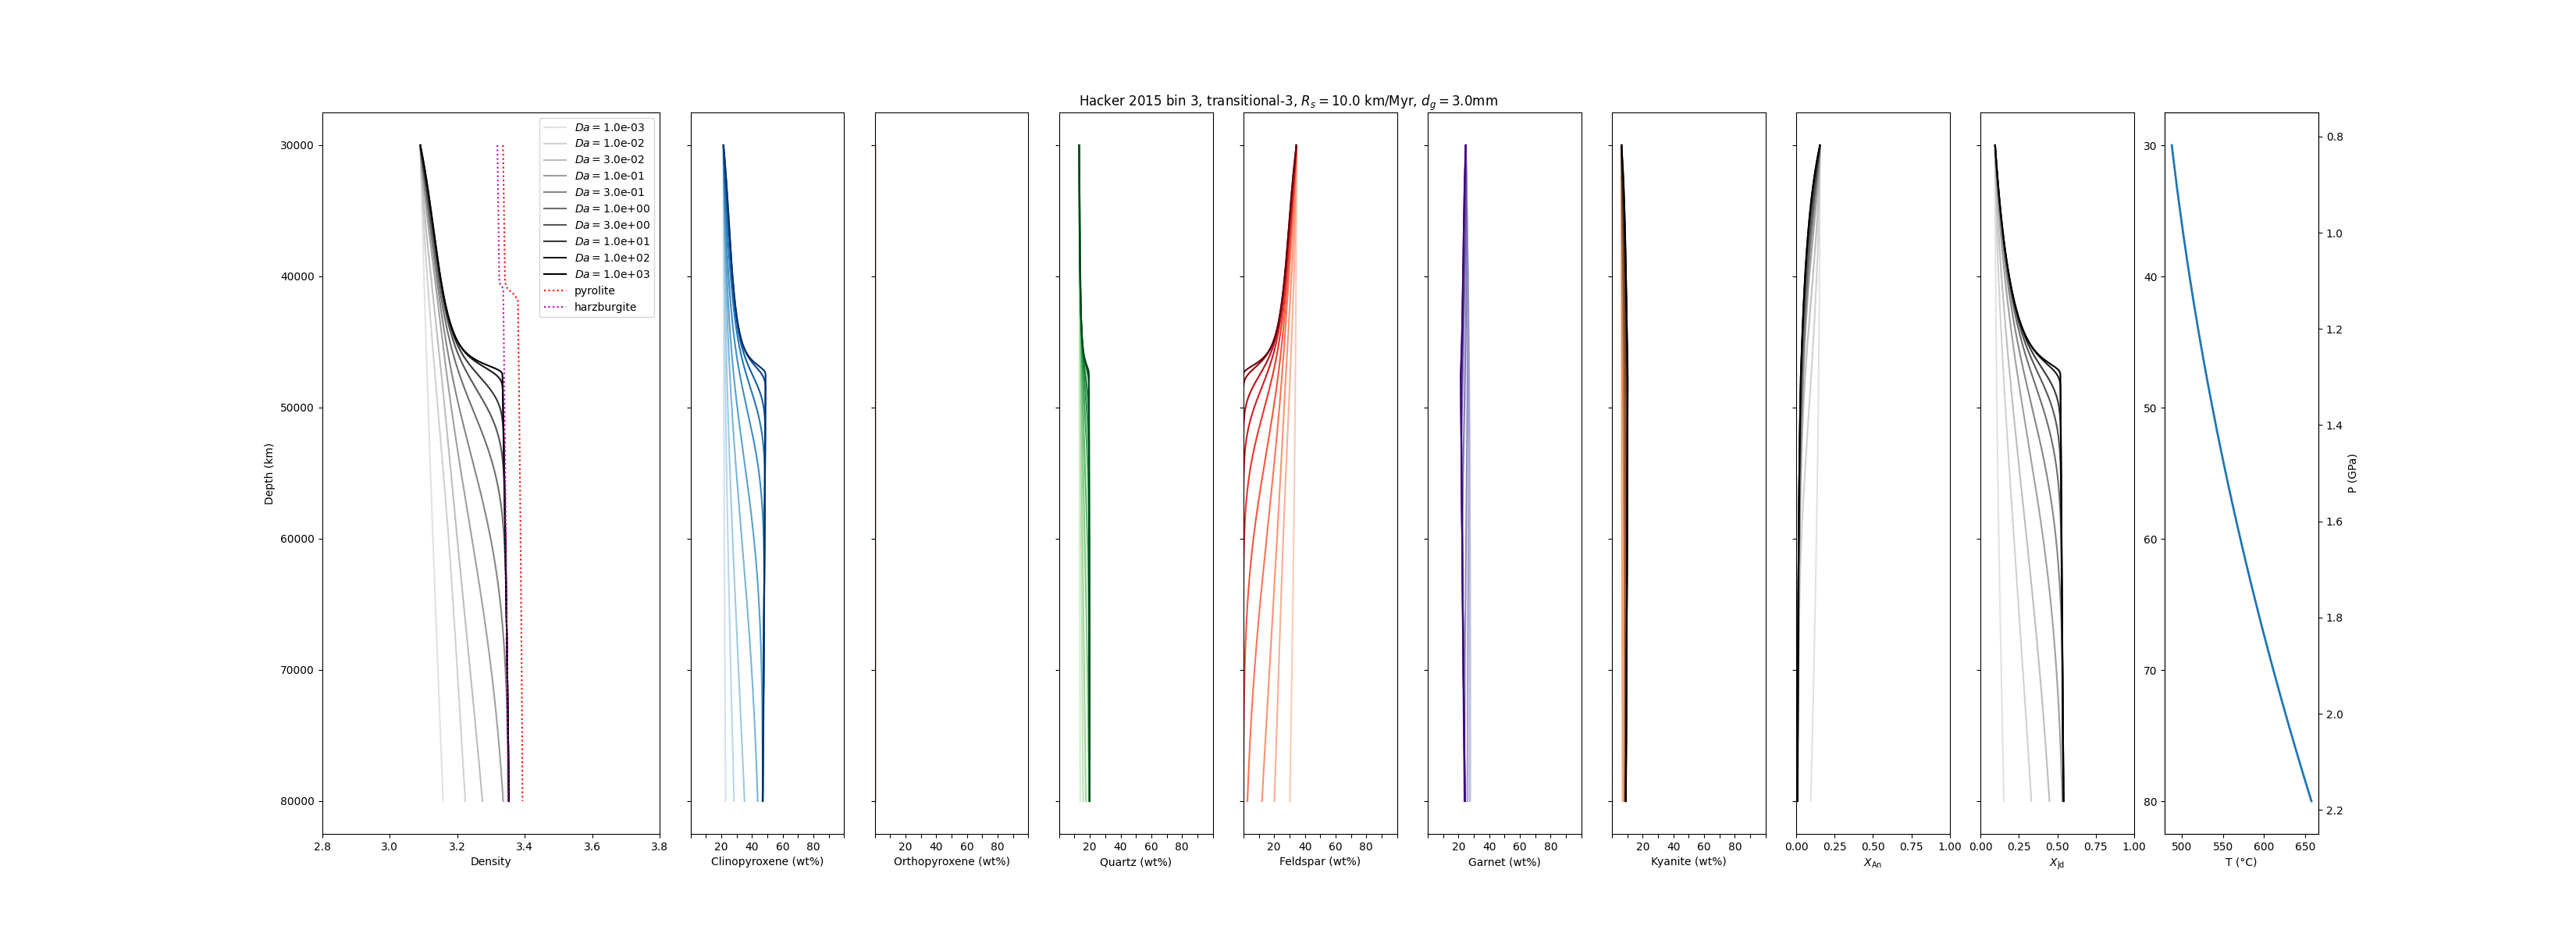 Hacker 2015 bin 3, transitional-3, R_s = 10.0 km/Myr, d_g = 3.0mm
Da = 1.0e-03
Da = 1.0e-02
Da = 3.0e-02
Da = 1.0e-01
Da = 3.0e-01
Da = 1.0e+00
Da = 3.0e+00
Da = 1.0e+01
Da = 1.0e+02
Da = 1.0e+03
pyrolite
harzburgite
Depth (km)
30000
40000
50000
60000
70000
80000
2.8 3.0 3.2 3.4 3.6 3.8
Density
20 40 60 80
Clinopyroxene (wt%)
20 40 60 80
Orthopyroxene (wt%)
20 40 60 80
Quartz (wt%)
20 40 60 80
Feldspar (wt%)
20 40 60 80
Garnet (wt%)
20 40 60 80
Kyanite (wt%)
0.00 0.25 0.50 0.75 1.00
X_An
0.00 0.25 0.50 0.75 1.00
X_Jd
30
40
50
60
70
80
500 550 600 650
T (°C)
0.8
1.0
1.2
1.4
1.6
1.8
2.0
2.2
P (GPa)